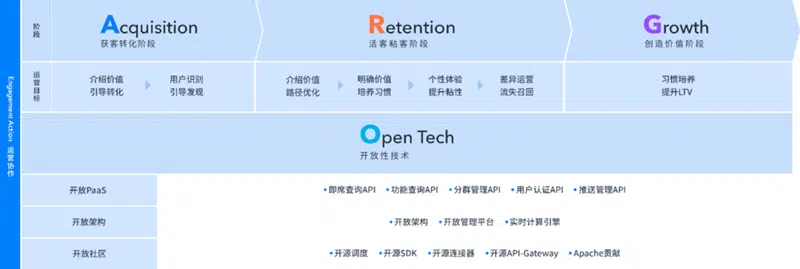 Engagement Action 运营协作
阶段
Acquisition
获客转化阶段
Retention
活客粘客阶段
Growth
创造价值阶段
运营目标
介绍价值
引导转化
用户识别
引导发现
介绍价值
路径优化
明确价值
培养习惯
个性体验
提升黏性
差异运营
流失召回
习惯培养
提升LTV
Open Tech
开放性技术
开放PaaS
•即席查询API •功能查询API •分群管理API •用户认证API •推送管理API
开放架构
•开放架构 •开放管理平台 •实时计算引擎
开放社区
•开源调度 •开源SDK •开源连接器 •开源API-Gateway •Apache贡献